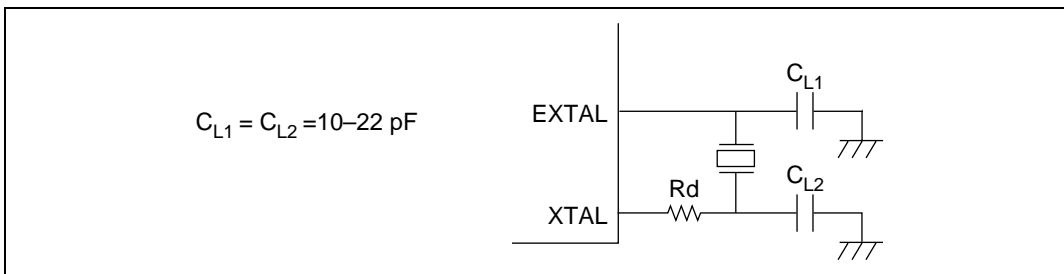 C_L1 = C_L2 =10–22 pF
EXTAL
C_L1
Rd
C_L2
XTAL